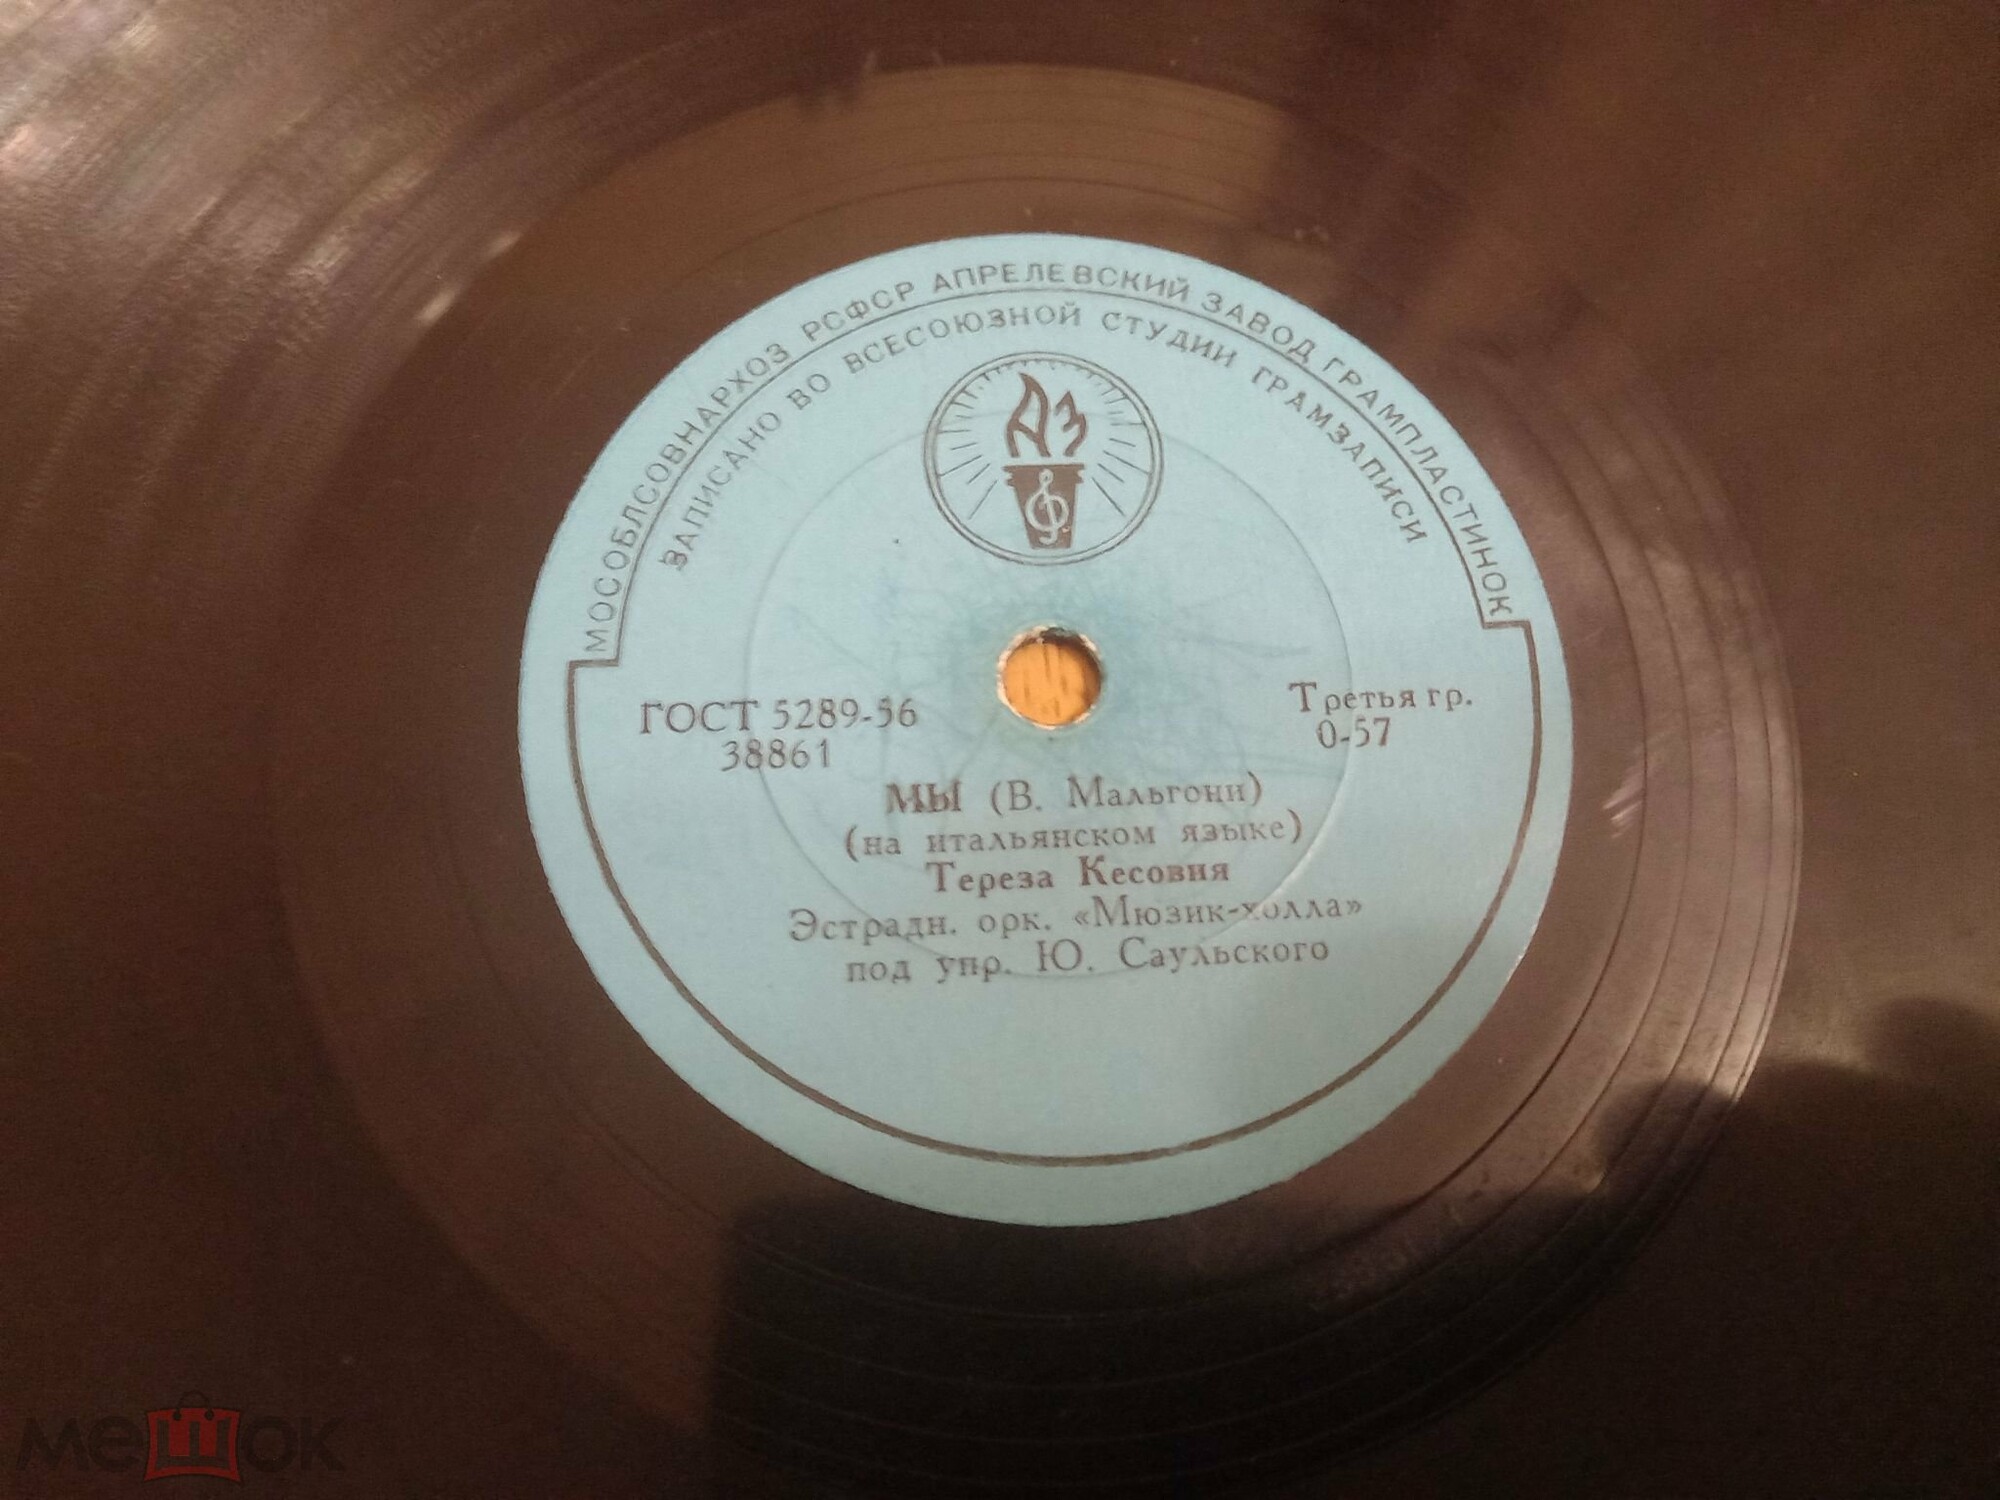 МОСОБЛСОВНАРХОЗ РСФСР АПРЕЛЕВСКИЙ ЗАВОД ГРАМПЛАСТИНОК
ЗАПИСАНО ВО ВСЕСОЮЗНОЙ СТУДИИ ГРАМЗАПИСИ
АЗ
ГОСТ 5289-56
38861
Третья гр.
0-57
МЫ (В. Мальгони)
(на итальянском языке)
Тереза Кесовия
Эстрадн. орк. «Мюзик-холла»
под упр. Ю. Саульского
мешок